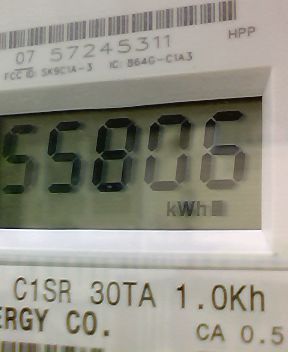 07 57245311
HPP
FCC ID: SK9C1A-3 IC: 864G-C1A3
55806
kWh
C1SR 30TA 1.0Kh
ERGY CO. CA 0.5